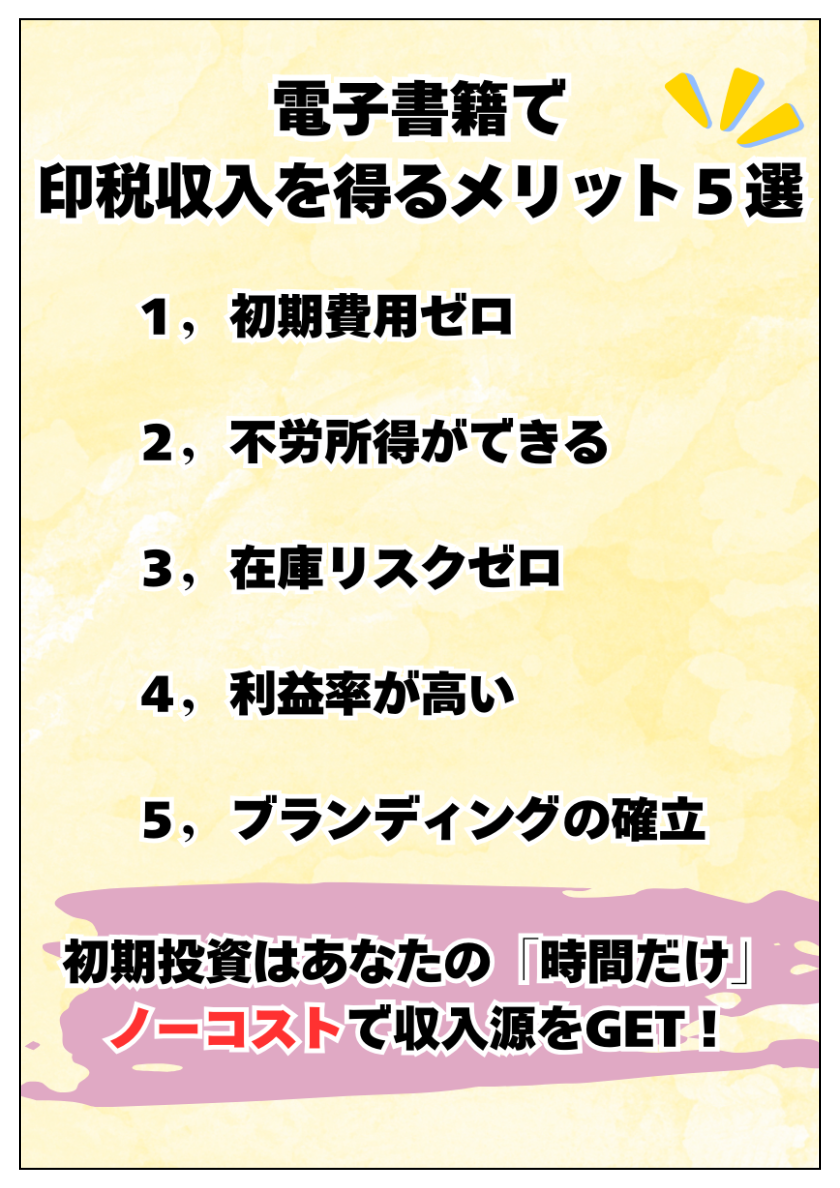 電子書籍で
印税収入を得るメリット5選
1，初期費用ゼロ
2，不労所得ができる
3，在庫リスクゼロ
4，利益率が高い
5，ブランディングの確立
初期投資はあなたの「時間だけ」
ノーコストで収入源をGET！